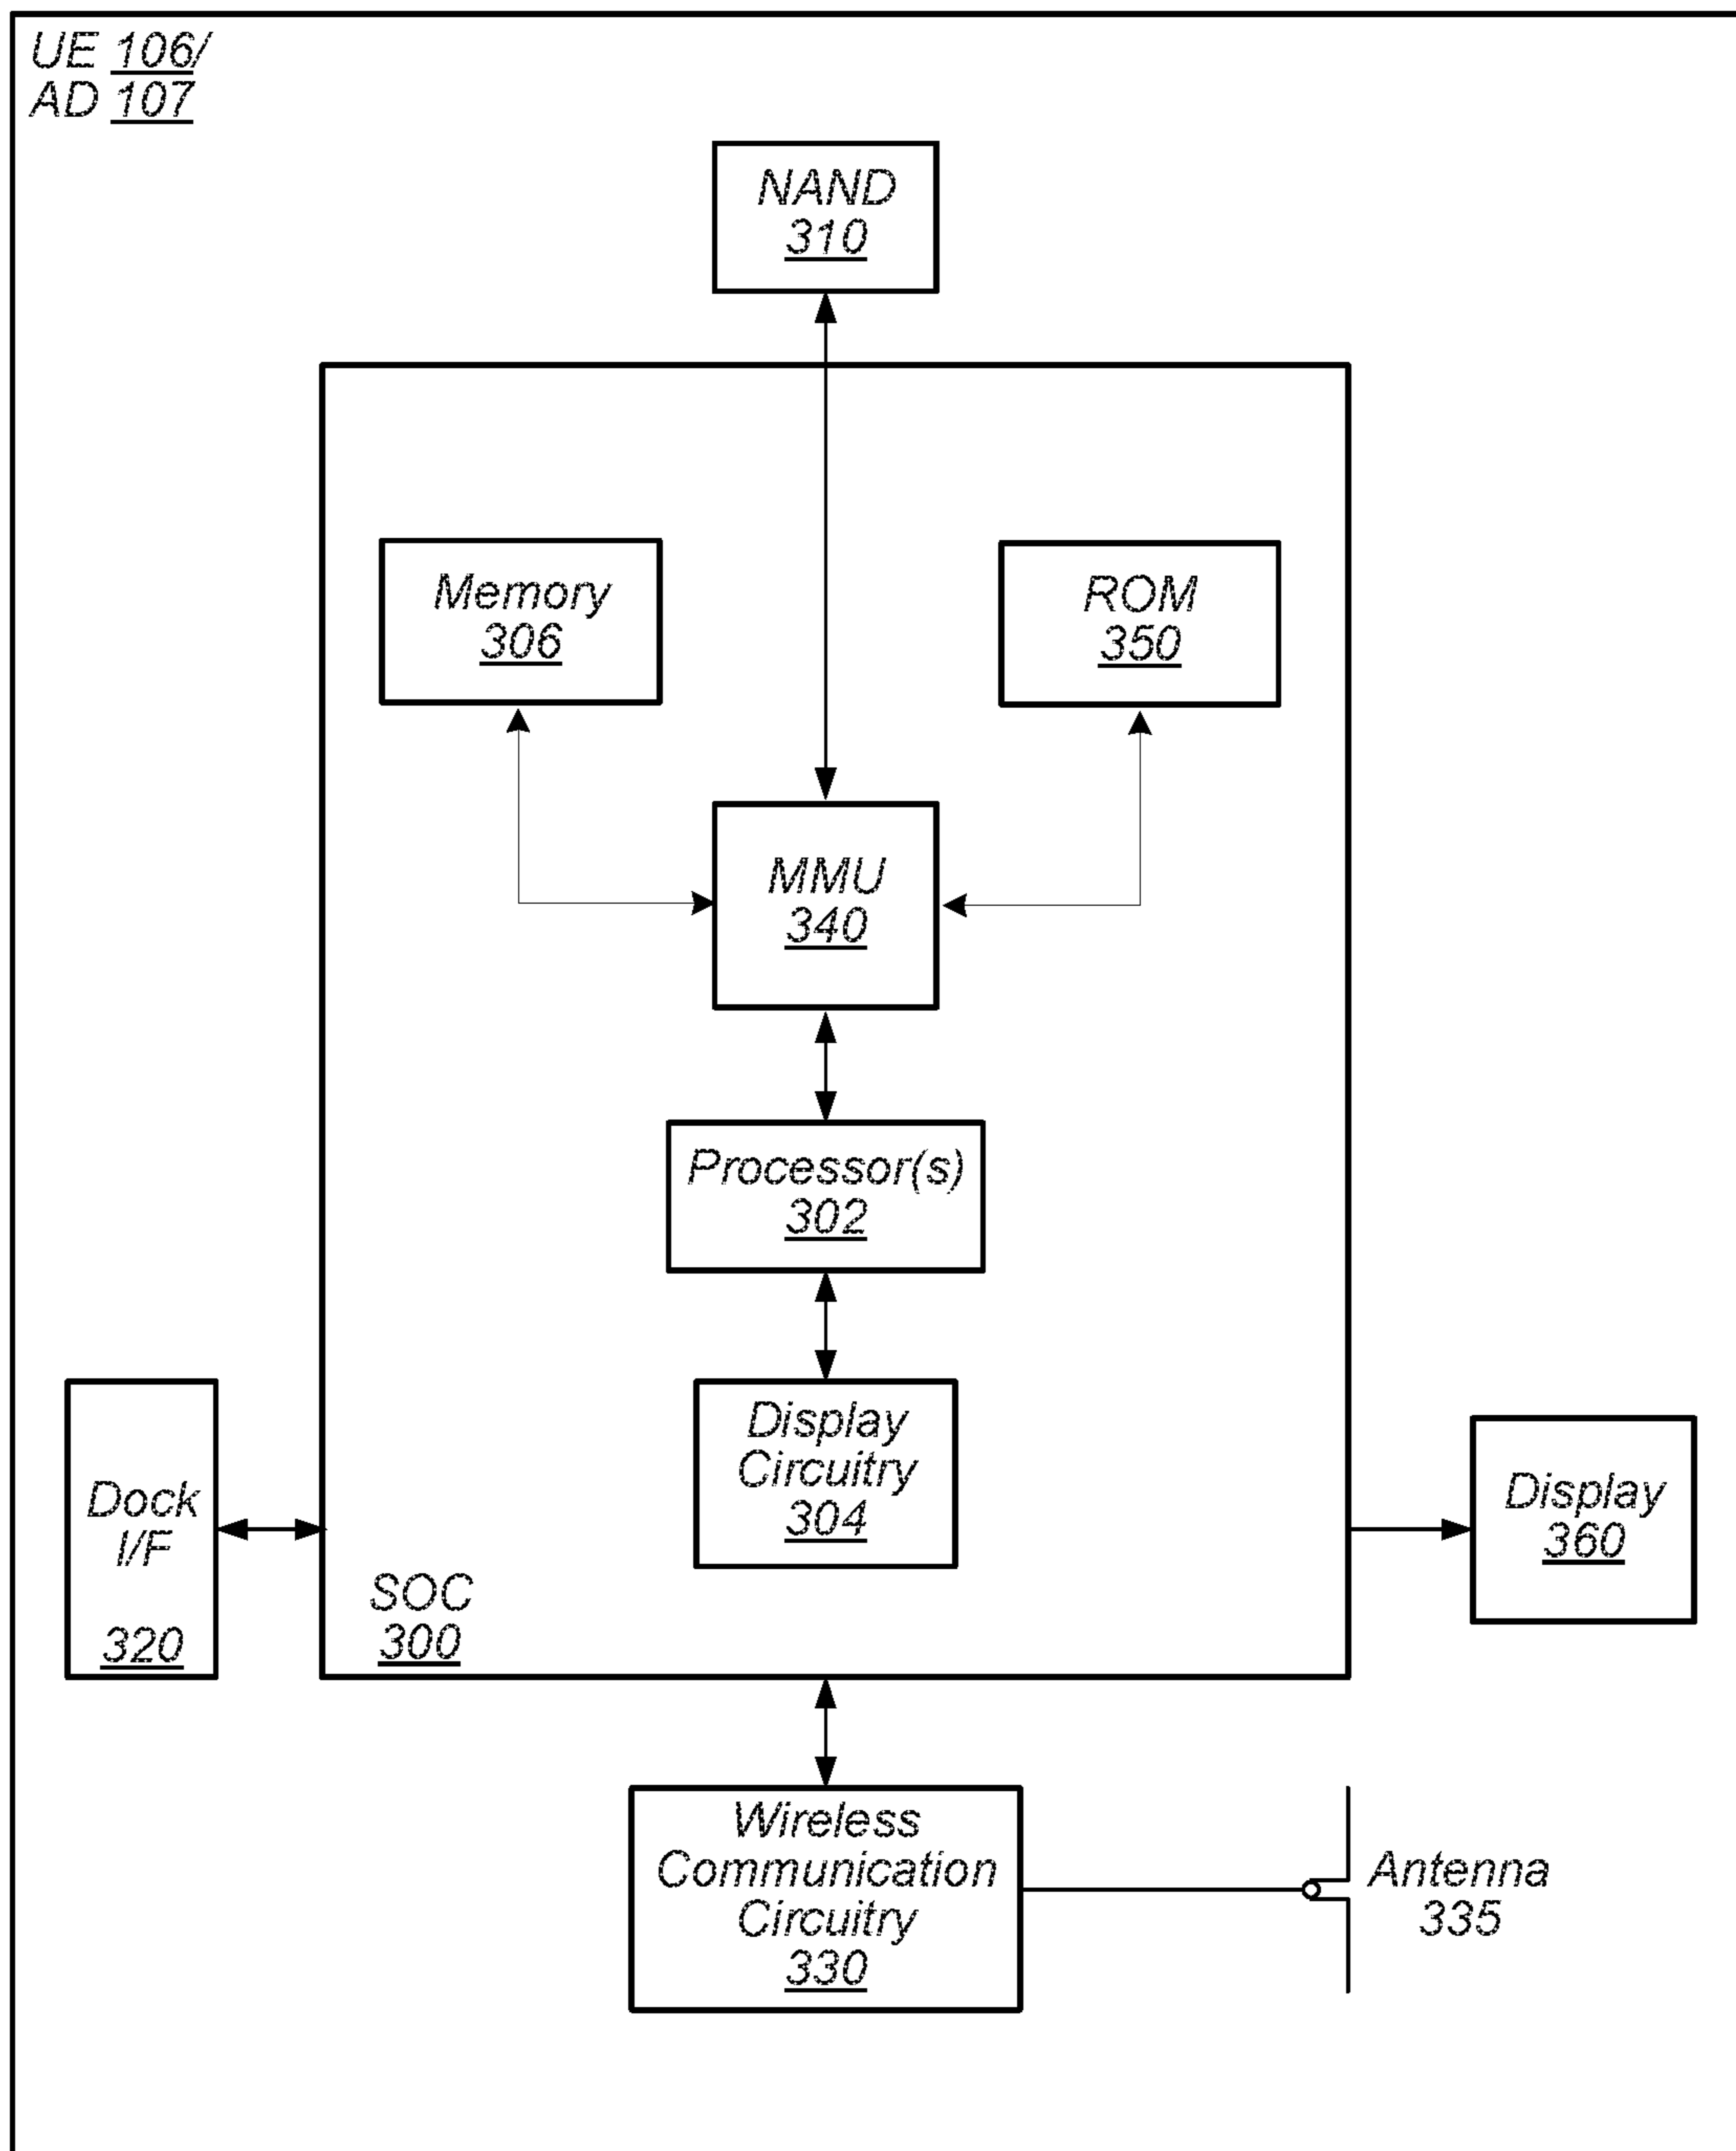 UE 106/
AD 107
NAND
310
Memory
306
ROM
350
MMU
340
Processor(s)
302
Display
Circuitry
304
Dock
I/F
320
Display
360
SOC
300
Wireless
Communication
Circuitry
330
Antenna
335